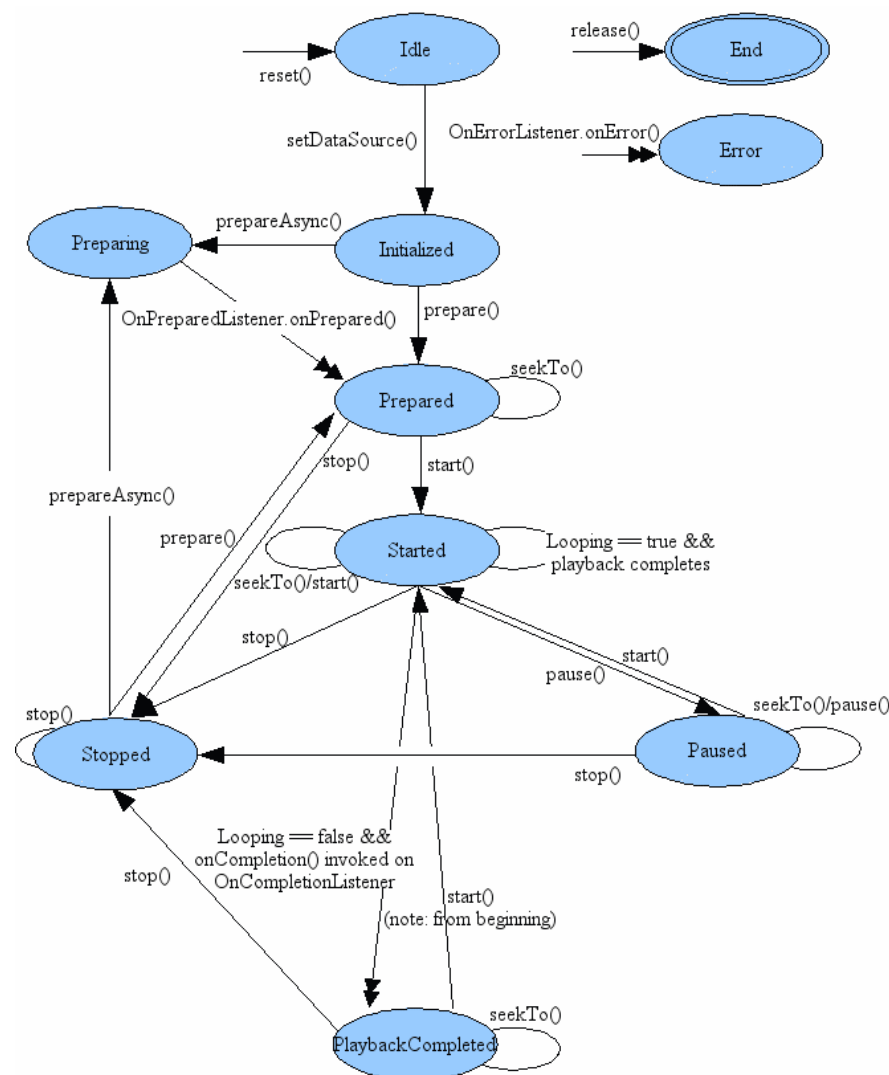 Idle
release()
End
reset()
setDataSource()
OnErrorListener.onError()
Error
prepareAsync()
Preparing
Initialized
OnPreparedListener.onPrepared()
prepare()
seekTo()
Prepared
stop()
start()
prepareAsync()
prepare()
Started
Looping == true &&
playback completes
seekTo()/start()
stop()
start()
pause()
seekTo()/pause()
stop()
Stopped
Paused
stop()
Looping == false &&
onCompletion() invoked on
OnCompletionListener
stop()
start()
(note: from beginning)
seekTo()
PlaybackCompleted